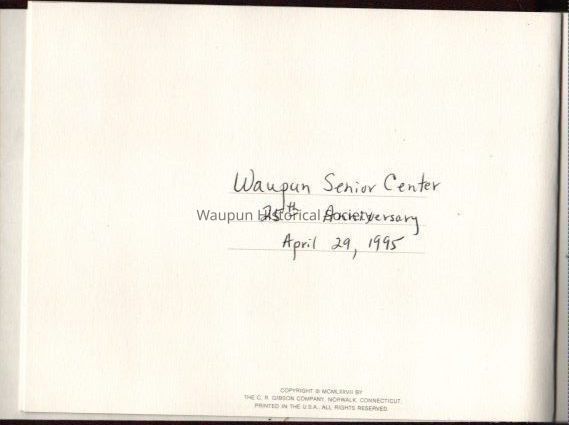 Waupun Senior Center
25th Anniversary
Waupun Historical Society
April 29, 1995
COPYRIGHT © MCMLXXVII BY
THE C. R. GIBSON COMPANY, NORWALK, CONNECTICUT.
PRINTED IN THE U.S.A. ALL RIGHTS RESERVED.